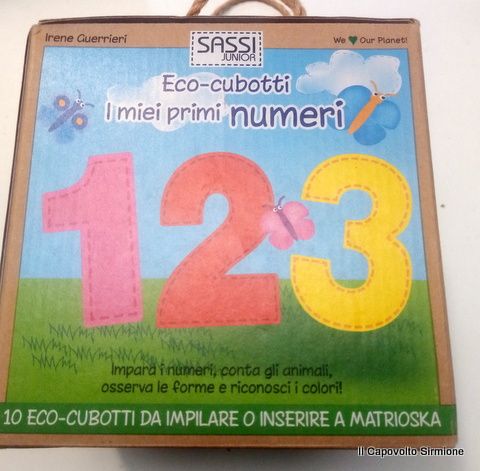 Irene Guerrieri
SASSI
JUNIOR
We Our Planet!
Eco-cubotti
I miei primi numeri
1 2 3
Impara i numeri, conta gli animali,
osserva le forme e riconosci i colori!
10 ECO-CUBOTTI DA IMPILARE O INSERIRE A MATRIOSKA
Il Capovolto Sirmione